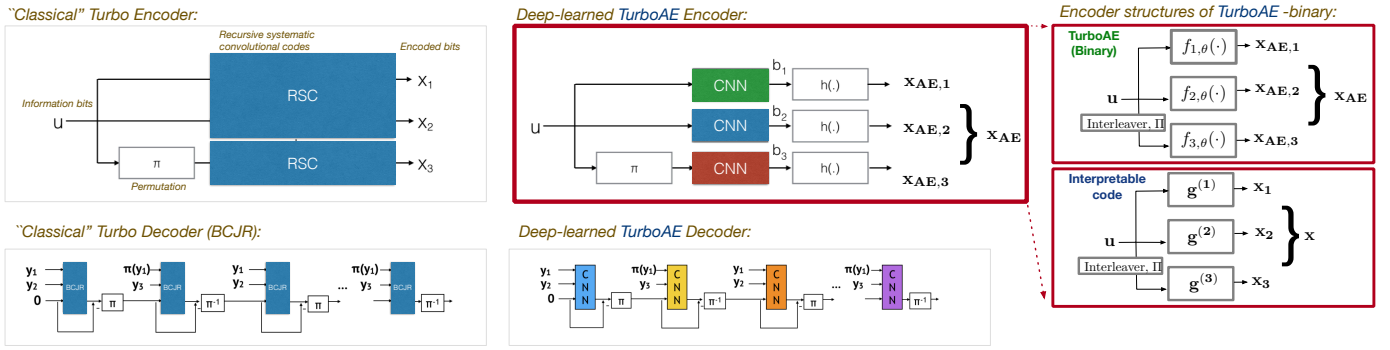 ``Classical" Turbo Encoder:
Recursive systematic
convolutional codes
Encoded bits
RSC
X1
Information bits
u
X2
π
RSC
X3
Permutation
Deep-learned TurboAE Encoder:
b1
CNN
h(.)
xAE,1
b2
u
CNN
h(.)
xAE,2
} xAE
b3
π
CNN
h(.)
xAE,3
Encoder structures of TurboAE -binary:
TurboAE
(Binary)
f1,θ(·)
xAE,1
u
f2,θ(·)
xAE,2
} xAE
Interleaver, Π
f3,θ(·)
xAE,3
Interpretable
code
g(1)
x1
u
g(2)
x2
} x
Interleaver, Π
g(3)
x3
``Classical" Turbo Decoder (BCJR):
y1
y2
0
BCJR
-
π
π(y1)
y3
BCJR
-
π-1
y1
y2
BCJR
-
π
...
π(y1)
y3
BCJR
π-1
Deep-learned TurboAE Decoder:
y1
y2
0
C
N
N
-
π
π(y1)
y3
C
N
N
-
π-1
y1
y2
C
N
N
-
π
...
π(y1)
y3
C
N
N
π-1